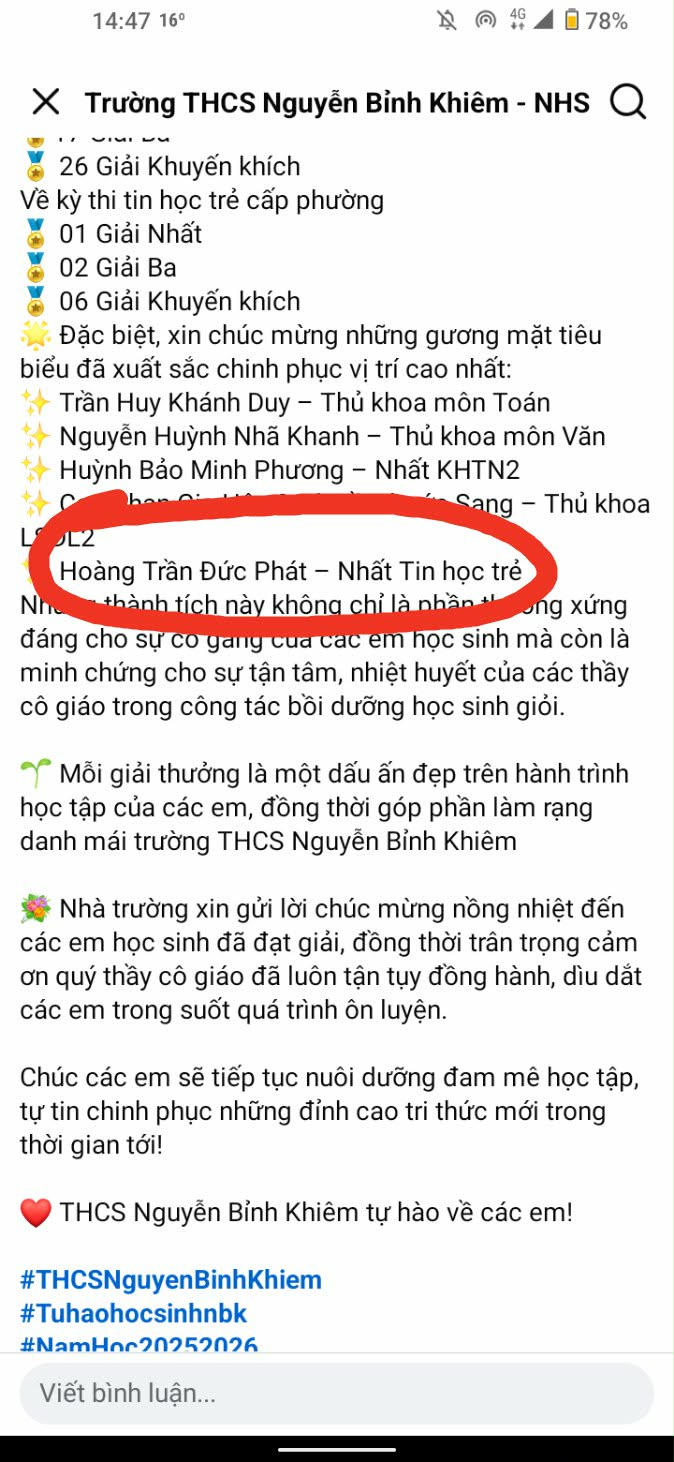 14:47 16°
4G
78%
Trường THCS Nguyễn Bỉnh Khiêm - NHS
26 Giải Khuyến khích
Về kỳ thi tin học trẻ cấp phường
01 Giải Nhất
02 Giải Ba
06 Giải Khuyến khích
Đặc biệt, xin chúc mừng những gương mặt tiêu
biểu đã xuất sắc chinh phục vị trí cao nhất:
Trần Huy Khánh Duy – Thủ khoa môn Toán
Nguyễn Huỳnh Nhã Khanh – Thủ khoa môn Văn
Huỳnh Bảo Minh Phương – Nhất KHTN2
Sang – Thủ khoa
Hoàng Trần Đức Phát – Nhất Tin học trẻ
thành tích này không chỉ là phần xứng
đáng cho sự cố gắng của các em học sinh mà còn là
minh chứng cho sự tận tâm, nhiệt huyết của các thầy
cô giáo trong công tác bồi dưỡng học sinh giỏi.
Mỗi giải thưởng là một dấu ấn đẹp trên hành trình
học tập của các em, đồng thời góp phần làm rạng
danh mái trường THCS Nguyễn Bỉnh Khiêm
Nhà trường xin gửi lời chúc mừng nồng nhiệt đến
các em học sinh đã đạt giải, đồng thời trân trọng cảm
ơn quý thầy cô giáo đã luôn tận tụy đồng hành, dìu dắt
các em trong suốt quá trình ôn luyện.
Chúc các em sẽ tiếp tục nuôi dưỡng đam mê học tập,
tự tin chinh phục những đỉnh cao tri thức mới trong
thời gian tới!
THCS Nguyễn Bỉnh Khiêm tự hào về các em!
#THCSNguyenBinhKhiem
#Tuhaohocsinhnbk
#NamHoc20252026
Viết bình luận...